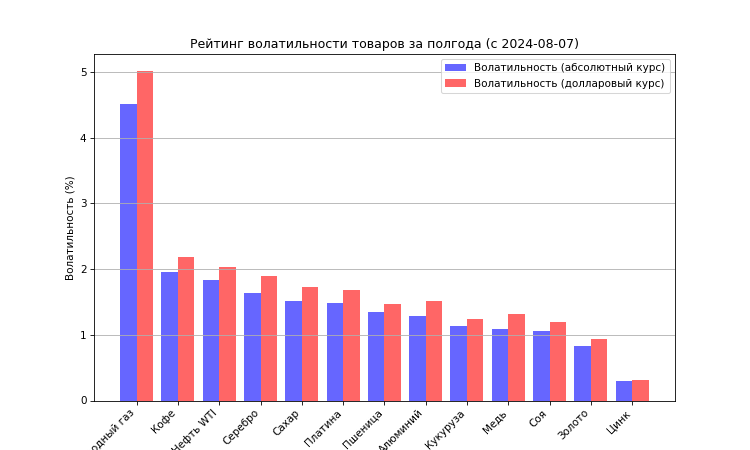 Рейтинг волатильности товаров за полгода (с 2024-08-07)
Волатильность (абсолютный курс)
Волатильность (долларовый курс)
Волатильность (%)
5
4
3
2
1
0
газ
Кофе
Нефть WTI
Серебро
Сахар
Платина
Пшеница
Алюминий
Кукуруза
Медь
Соя
Золото
Цинк